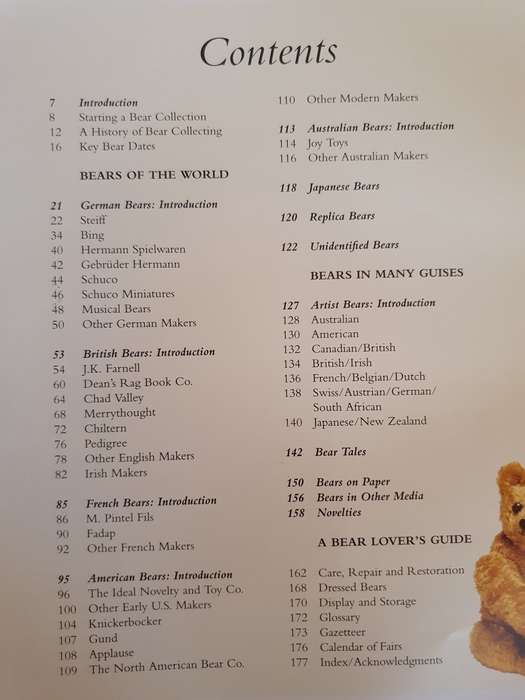 Contents
7 Introduction
8 Starting a Bear Collection
12 A History of Bear Collecting
16 Key Bear Dates
BEARS OF THE WORLD
21 German Bears: Introduction
22 Steiff
34 Bing
40 Hermann Spielwaren
42 Gebrüder Hermann
44 Schuco
46 Schuco Miniatures
48 Musical Bears
50 Other German Makers
53 British Bears: Introduction
54 J.K. Farnell
60 Dean's Rag Book Co.
64 Chad Valley
68 Merrythought
72 Chiltern
76 Pedigree
78 Other English Makers
82 Irish Makers
85 French Bears: Introduction
86 M. Pintel Fils
90 Fadap
92 Other French Makers
95 American Bears: Introduction
96 The Ideal Novelty and Toy Co.
100 Other Early U.S. Makers
104 Knickerbocker
107 Gund
108 Applause
109 The North American Bear Co.
110 Other Modern Makers
113 Australian Bears: Introduction
114 Joy Toys
116 Other Australian Makers
118 Japanese Bears
120 Replica Bears
122 Unidentified Bears
BEARS IN MANY GUISES
127 Artist Bears: Introduction
128 Australian
130 American
132 Canadian/British
134 British/Irish
136 French/Belgian/Dutch
138 Swiss/Austrian/German/
South African
140 Japanese/New Zealand
142 Bear Tales
150 Bears on Paper
156 Bears in Other Media
158 Novelties
A BEAR LOVER'S GUIDE
162 Care, Repair and Restoration
168 Dressed Bears
170 Display and Storage
172 Glossary
173 Gazetteer
176 Calendar of Fairs
177 Index/Acknowledgments